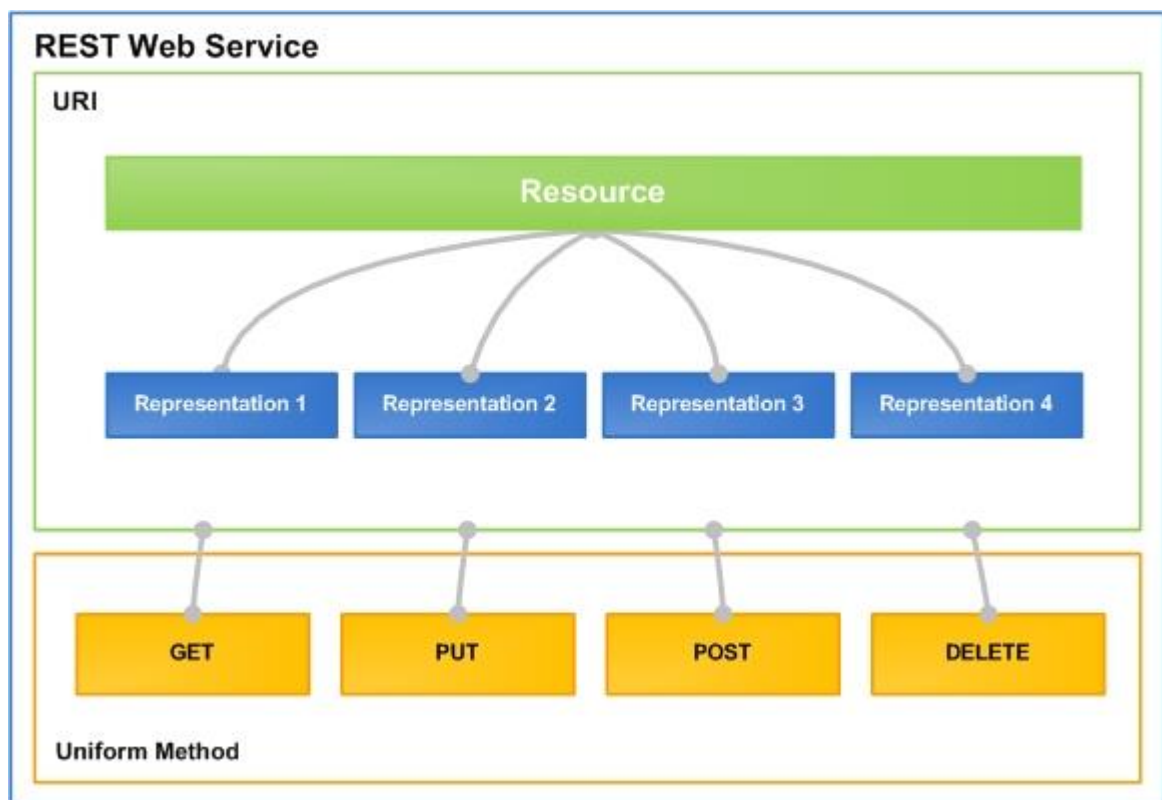 REST Web Service
URI
Resource
Representation 1
Representation 2
Representation 3
Representation 4
GET
PUT
POST
DELETE
Uniform Method